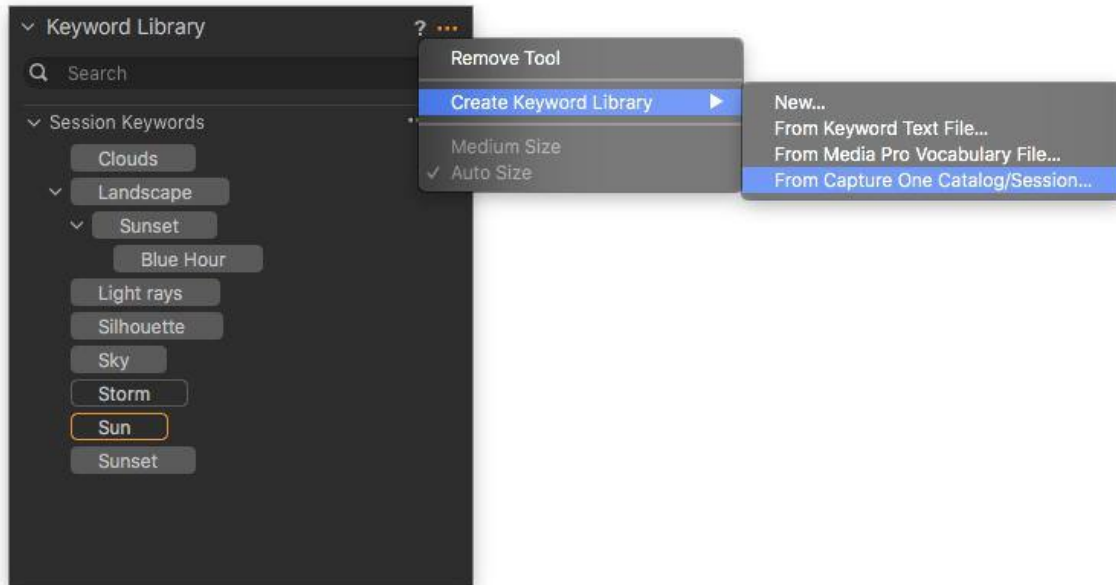 Keyword Library ?
Search
Session Keywords
Clouds
Landscape
Sunset
Blue Hour
Light rays
Silhouette
Sky
Storm
Sun
Sunset
Remove Tool
Create Keyword Library
Medium Size
Auto Size
New...
From Keyword Text File...
From Media Pro Vocabulary File...
From Capture One Catalog/Session...